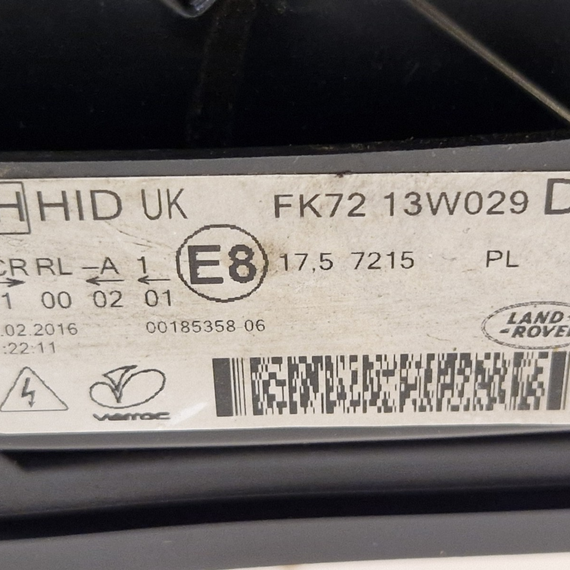 H HID UK FK72 13W029 D
CR RL -A 1 E8 17,5 7215 PL
1 00 02 01
.02.2016 00185358 06
:22:11
LAND-
-ROVER
varroc